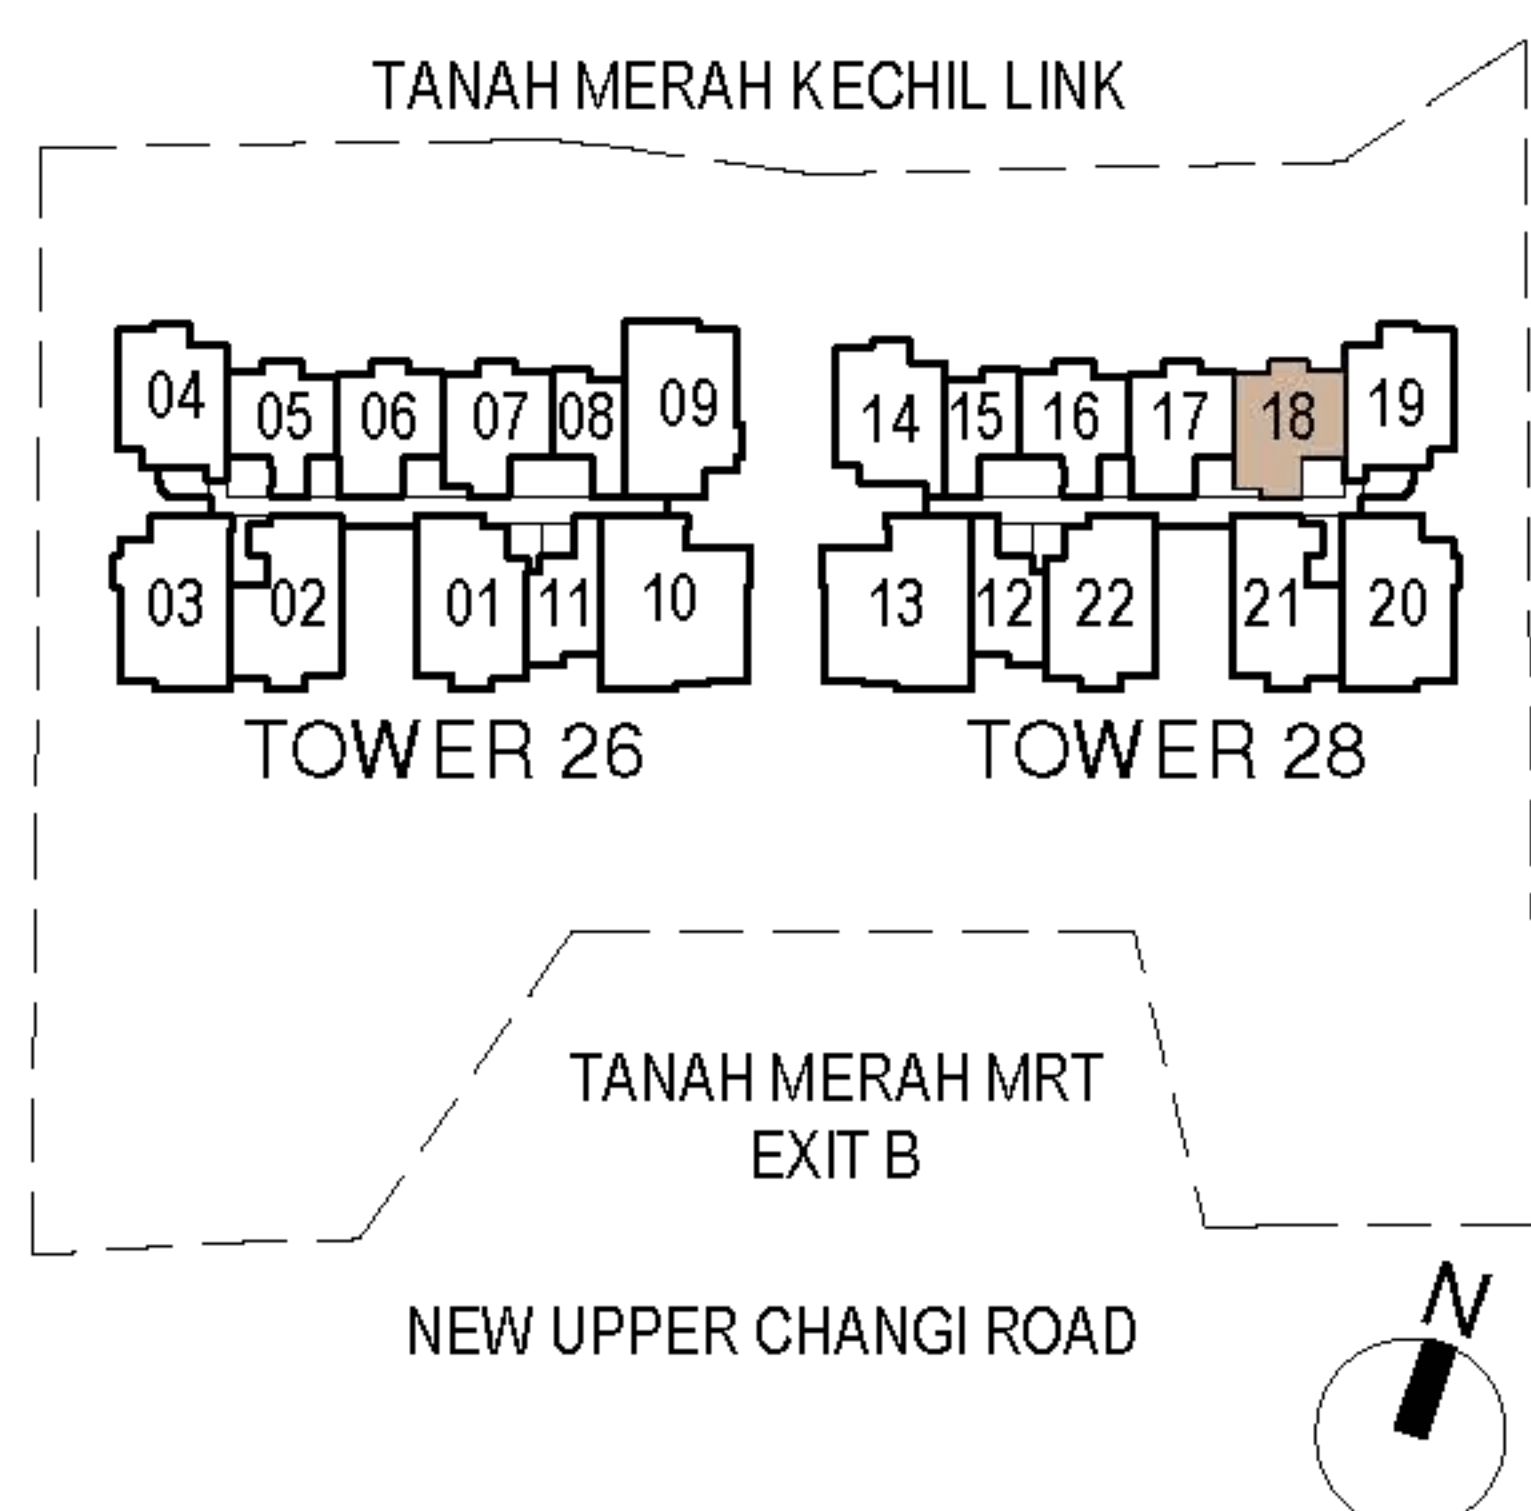 TANAH MERAH KECHIL LINK
04 05 06 07 08 09 14 15 16 17 18 19
03 02 01 11 10 13 12 22 21 20
TOWER 26 TOWER 28
TANAH MERAH MRT
EXIT B
NEW UPPER CHANGI ROAD
N